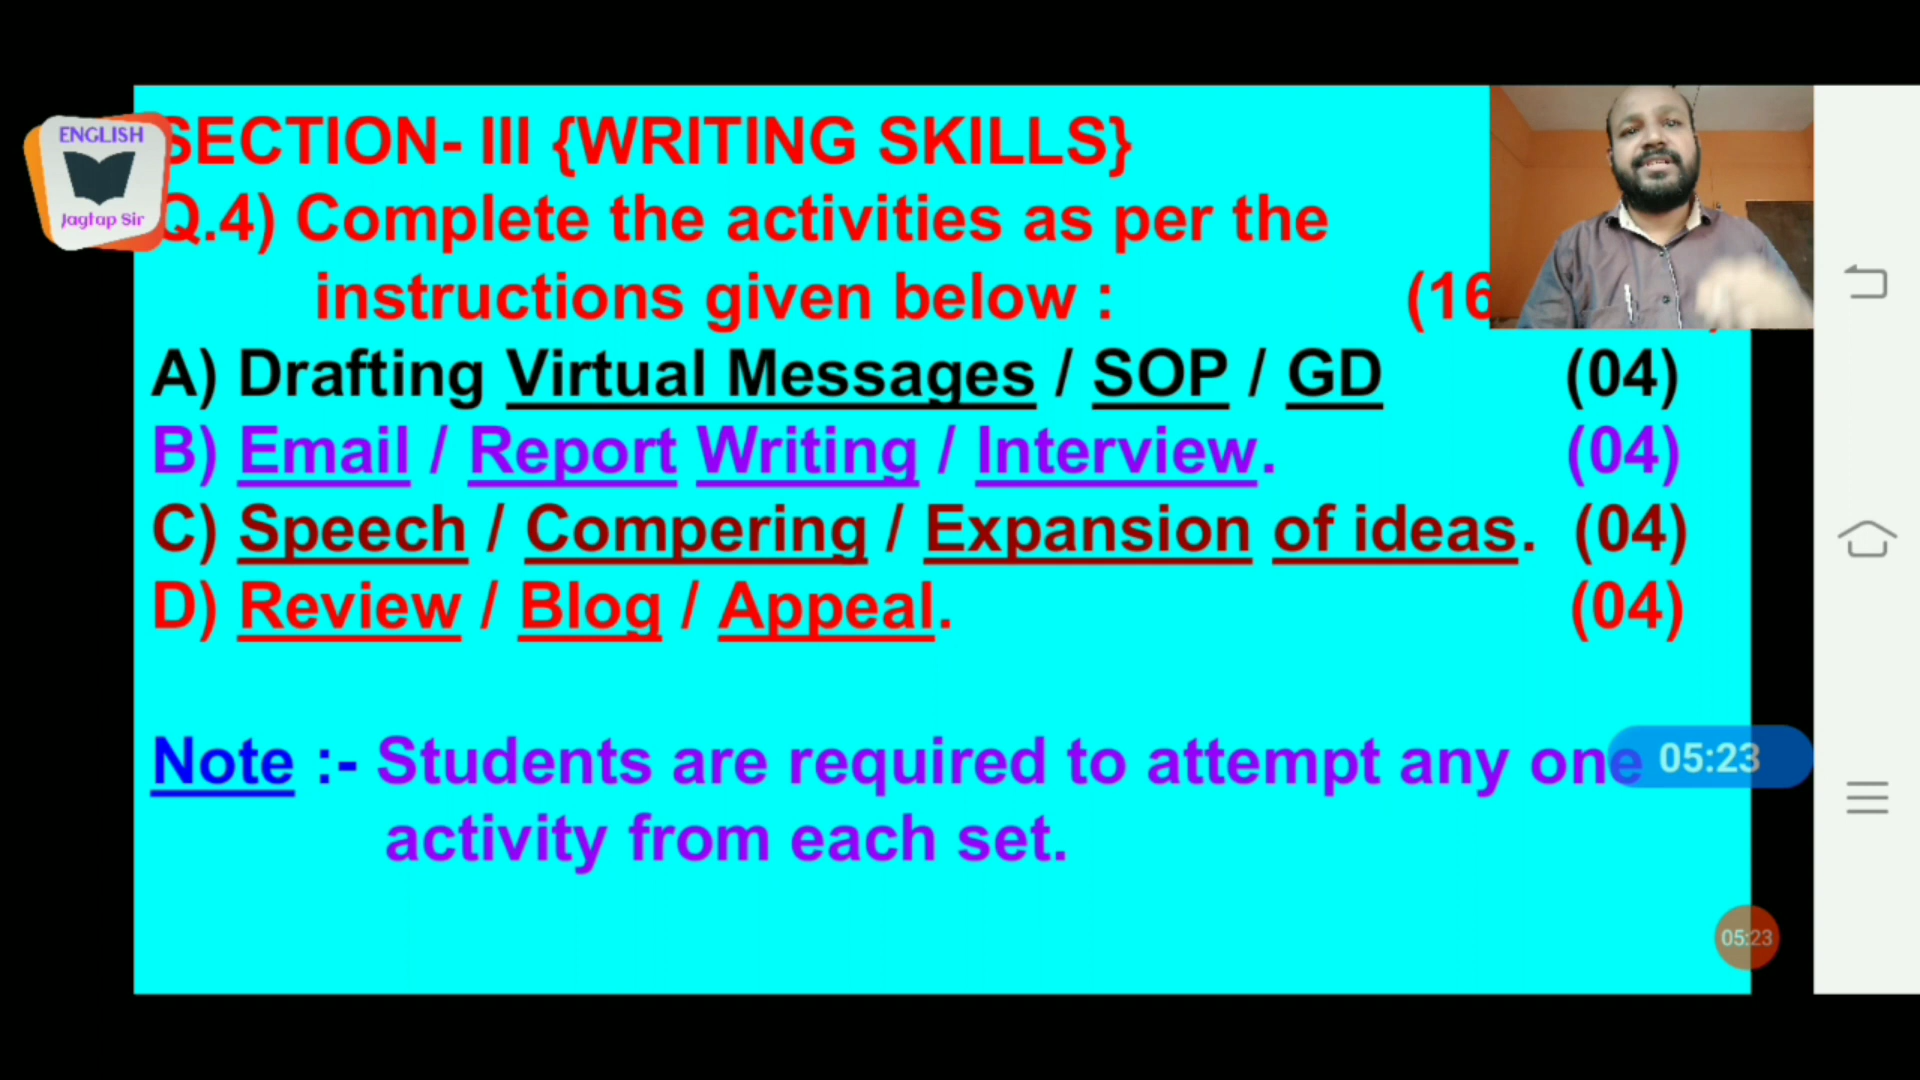 ENGLISH
Jagtap Sir
SECTION- III {WRITING SKILLS}
Q.4) Complete the activities as per the
instructions given below : (16
A) Drafting Virtual Messages / SOP / GD (04)
B) Email / Report Writing / Interview. (04)
C) Speech / Compering / Expansion of ideas. (04)
D) Review / Blog / Appeal. (04)
Note :- Students are required to attempt any one
05:23
activity from each set.
05:23